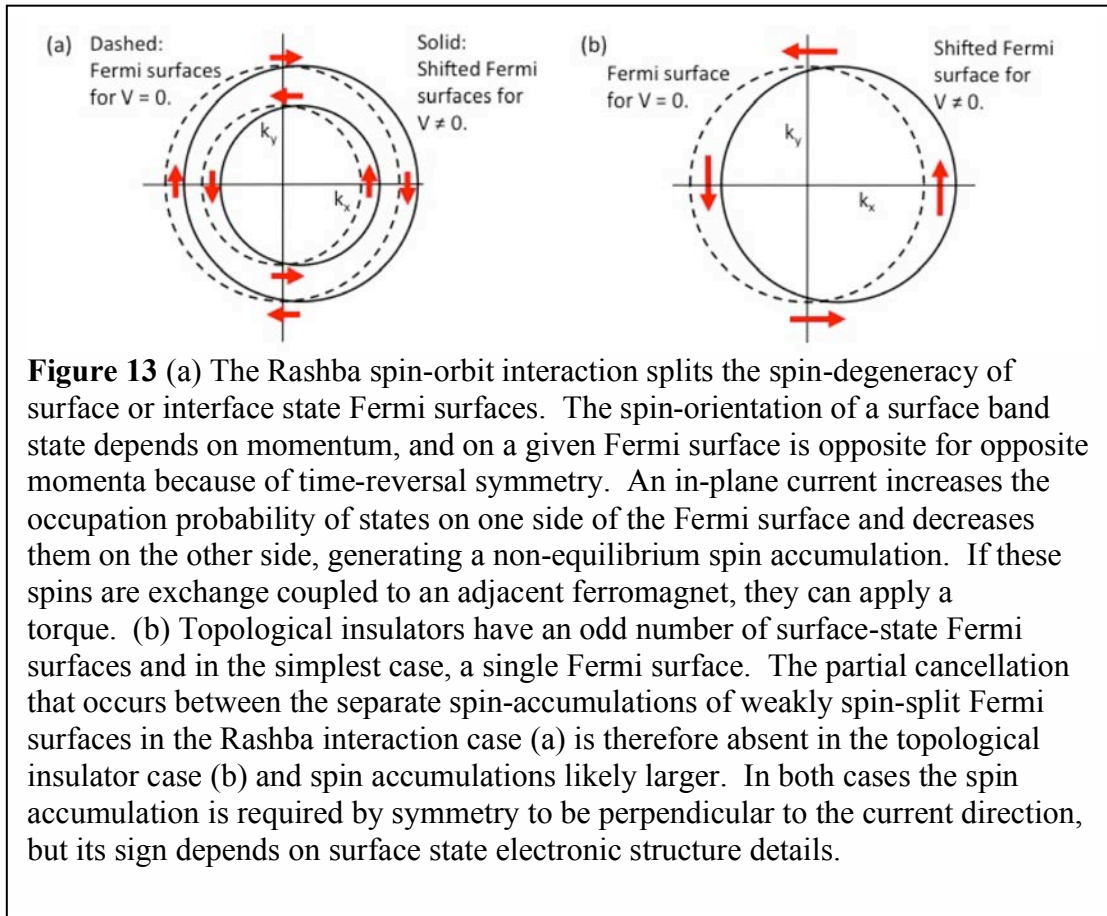 (a) Dashed:
Fermi surfaces
for V = 0.
Solid:
Shifted Fermi
surfaces for
V ≠ 0.
k_y
k_x
(b)
Fermi surface
for V = 0.
Shifted Fermi
surface for
V ≠ 0.
k_y
k_x
Figure 13 (a) The Rashba spin-orbit interaction splits the spin-degeneracy of
surface or interface state Fermi surfaces. The spin-orientation of a surface band
state depends on momentum, and on a given Fermi surface is opposite for opposite
momenta because of time-reversal symmetry. An in-plane current increases the
occupation probability of states on one side of the Fermi surface and decreases
them on the other side, generating a non-equilibrium spin accumulation. If these
spins are exchange coupled to an adjacent ferromagnet, they can apply a
torque. (b) Topological insulators have an odd number of surface-state Fermi
surfaces and in the simplest case, a single Fermi surface. The partial cancellation
that occurs between the separate spin-accumulations of weakly spin-split Fermi
surfaces in the Rashba interaction case (a) is therefore absent in the topological
insulator case (b) and spin accumulations likely larger. In both cases the spin
accumulation is required by symmetry to be perpendicular to the current direction,
but its sign depends on surface state electronic structure details.